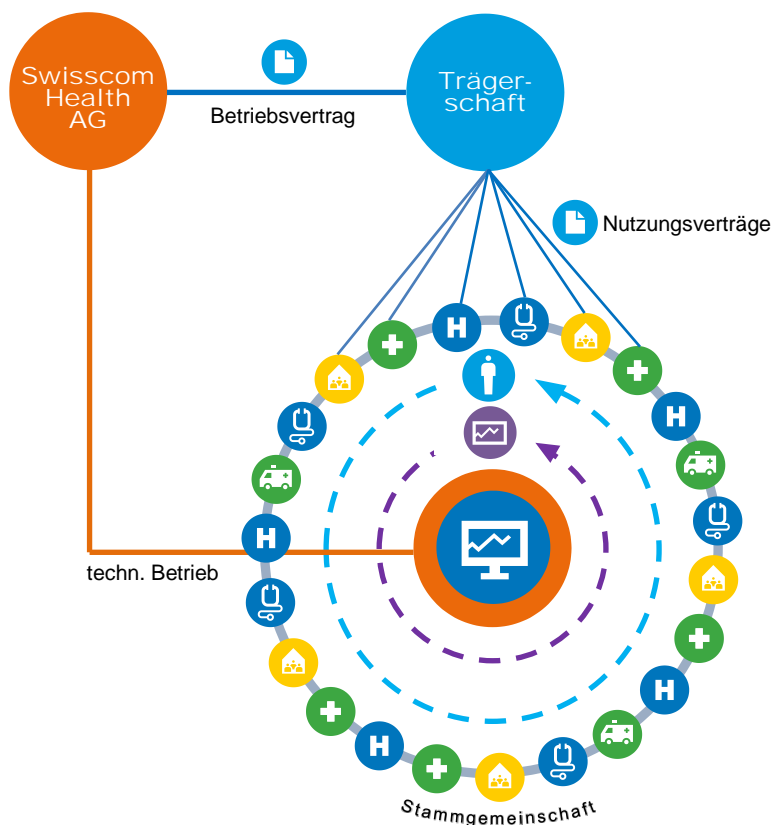 Swisscom
Health
AG
Träger-
schaft
Betriebsvertrag
Nutzungsverträge
H
H
H
techn. Betrieb
H
H
Stammgemeinschaft